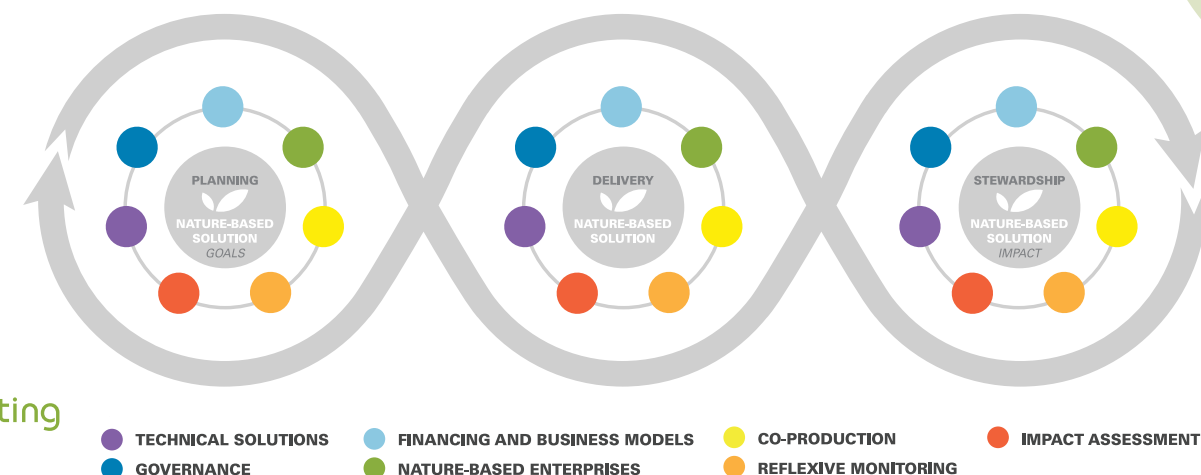 PLANNING
NATURE-BASED
SOLUTION
GOALS
DELIVERY
NATURE-BASED
SOLUTION
STEWARDSHIP
NATURE-BASED
SOLUTION
IMPACT
ting
TECHNICAL SOLUTIONS
FINANCING AND BUSINESS MODELS
CO-PRODUCTION
IMPACT ASSESSMENT
GOVERNANCE
NATURE-BASED ENTERPRISES
REFLEXIVE MONITORING